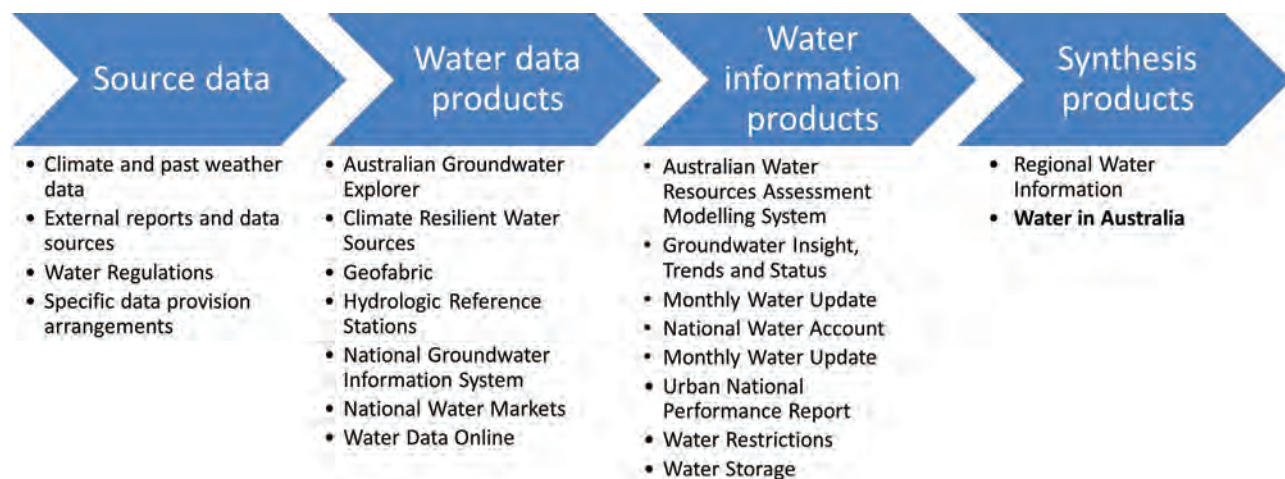 Source data
• Climate and past weather
data
• External reports and data
sources
• Water Regulations
• Specific data provision
arrangements
Water data
products
• Australian Groundwater
Explorer
• Climate Resilient Water
Sources
• Geofabric
• Hydrologic Reference
Stations
• National Groundwater
Information System
• National Water Markets
• Water Data Online
Water
information
products
• Australian Water
Resources Assessment
Modelling System
• Groundwater Insight,
Trends and Status
• Monthly Water Update
• National Water Account
• Monthly Water Update
• Urban National
Performance Report
• Water Restrictions
• Water Storage
Synthesis
products
• Regional Water
Information
• Water in Australia